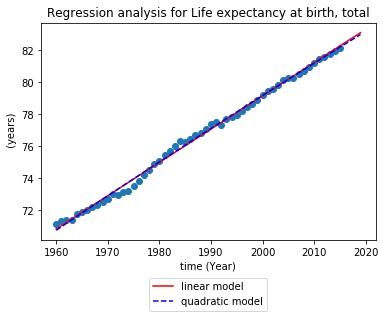 Regression analysis for Life expectancy at birth, total
82
80
78
76
74
72
(years)
1960 1970 1980 1990 2000 2010 2020
time (Year)
linear model
quadratic model